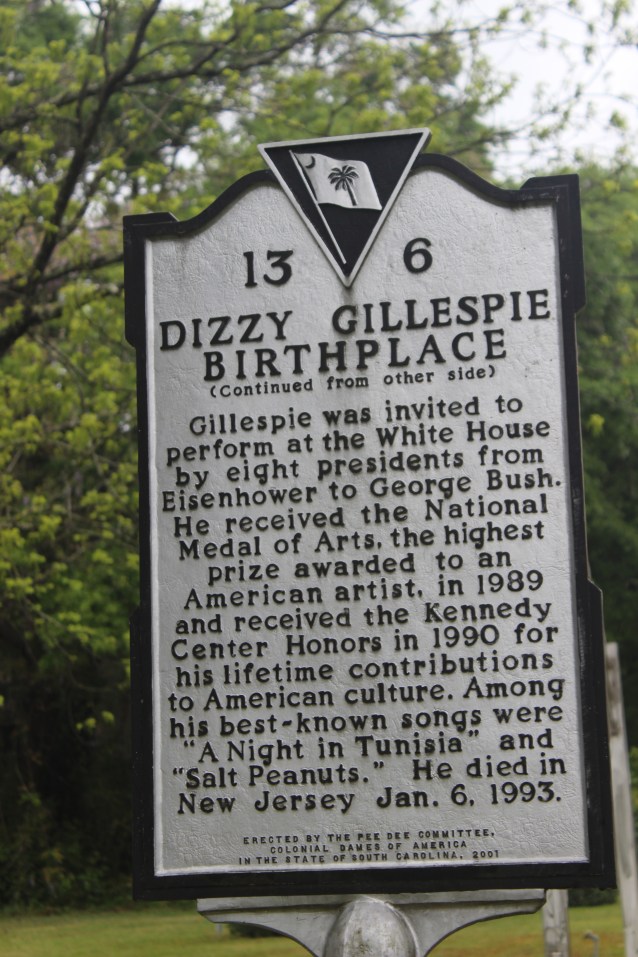 13 6
DIZZY GILLESPIE
BIRTHPLACE
(Continued from other side)
Gillespie was invited to
perform at the White House
by eight presidents from
Eisenhower to George Bush.
He received the National
Medal of Arts, the highest
prize awarded to an
American artist, in 1989
and received the Kennedy
Center Honors in 1990 for
his lifetime contributions
to American culture. Among
his best-known songs were
"A Night in Tunisia" and
"Salt Peanuts." He died in
New Jersey Jan. 6, 1993.
ERECTED BY THE PEE DEE COMMITTEE,
COLONIAL DAMES OF AMERICA
IN THE STATE OF SOUTH CAROLINA, 2001